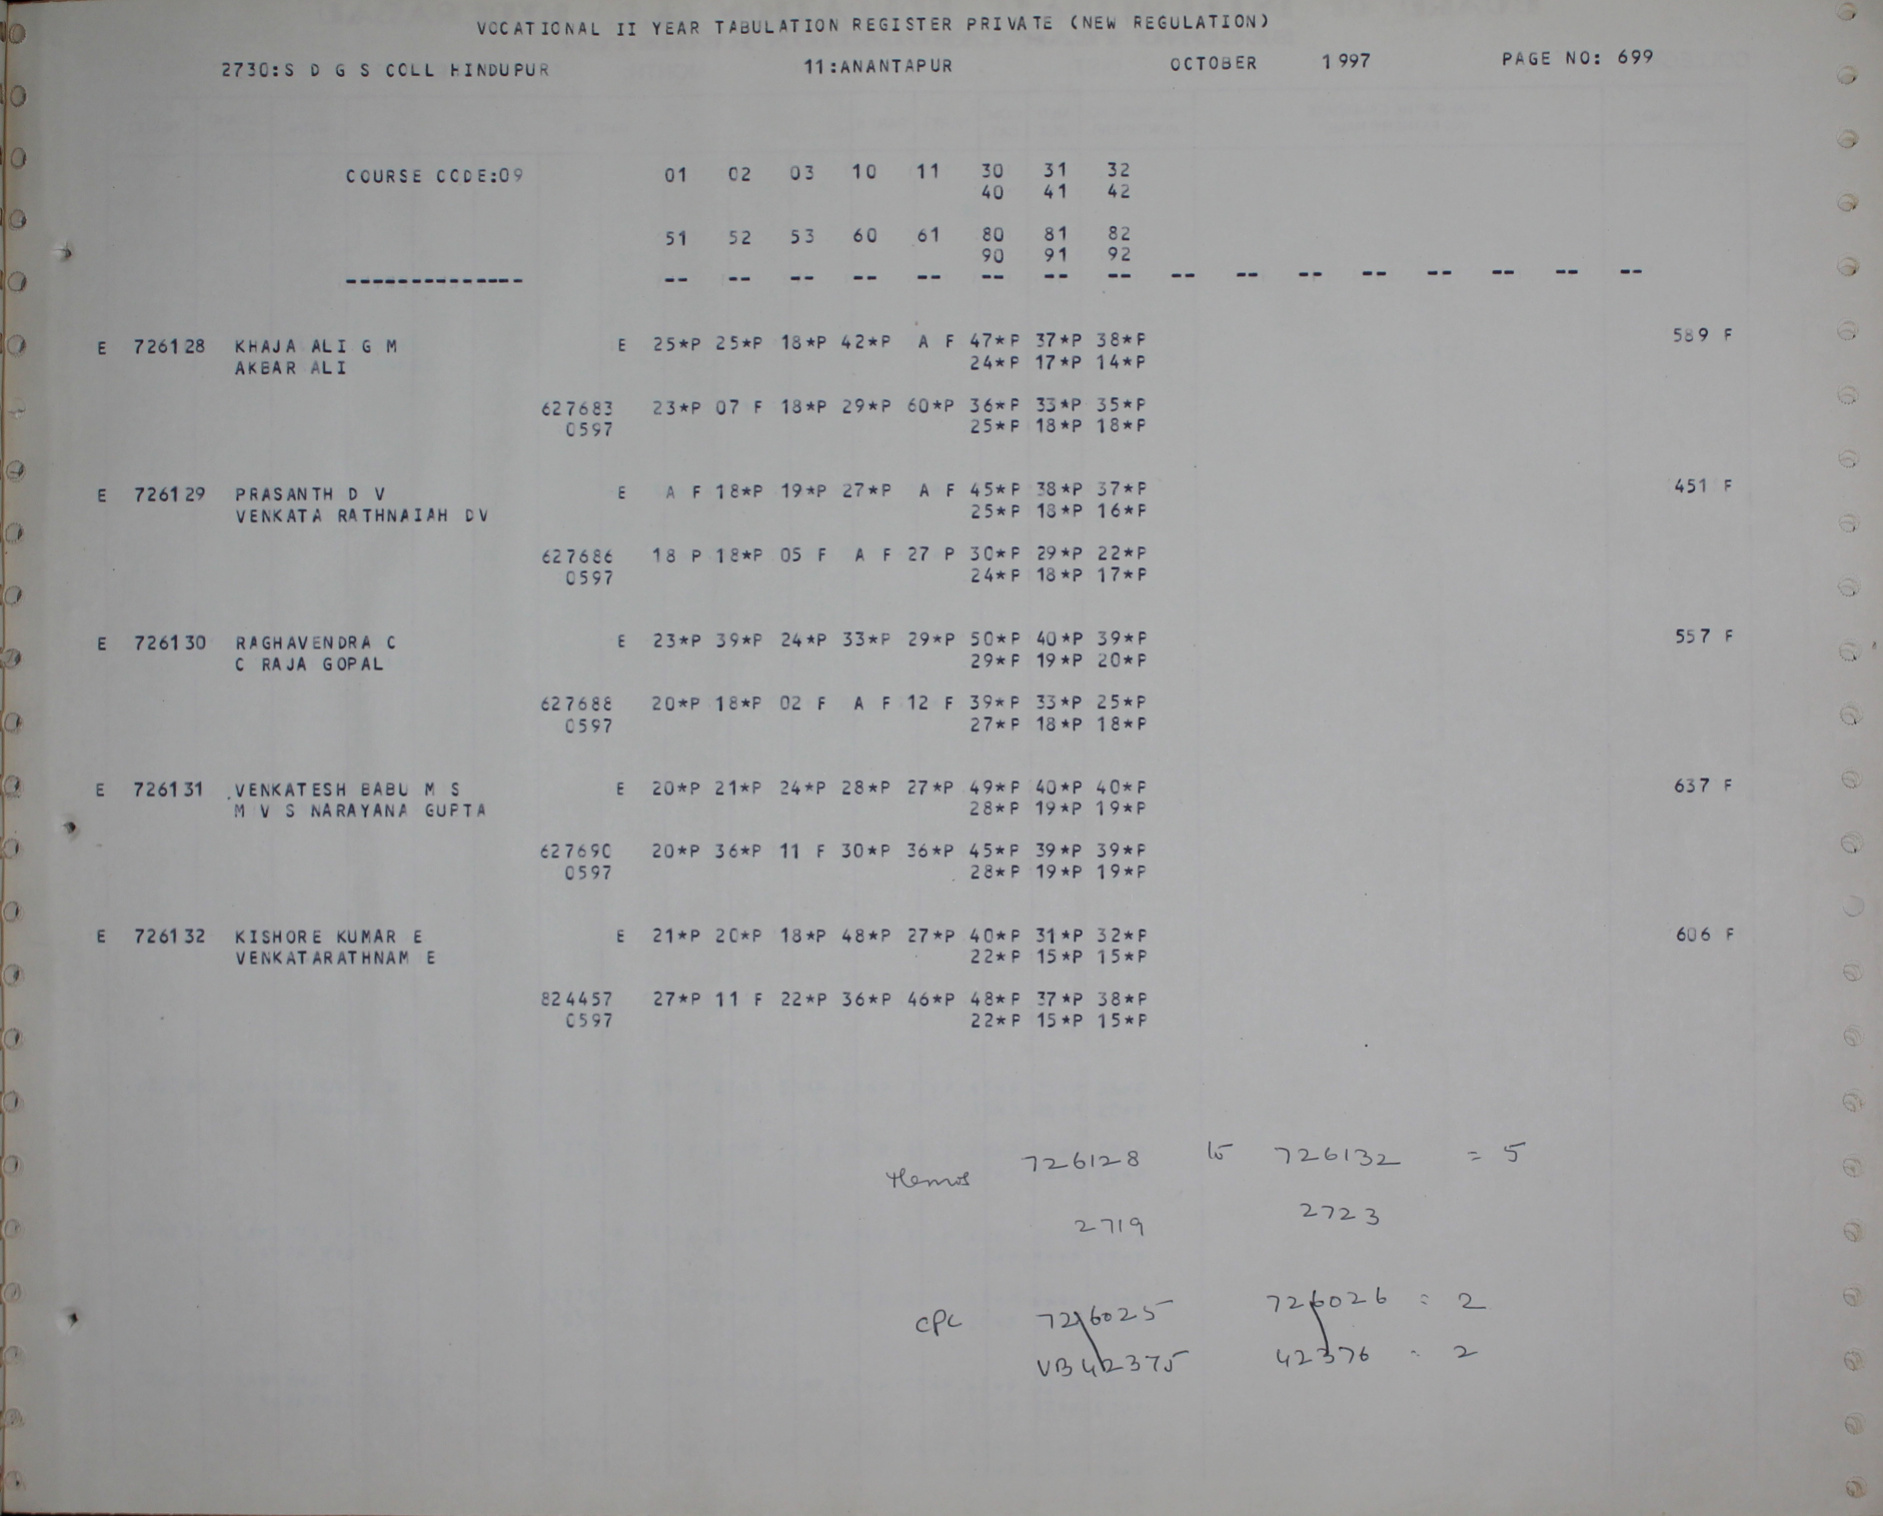 VOCATIONAL II YEAR TABULATION REGISTER PRIVATE (NEW REGULATION)
2730:S D G S COLL HINDUPUR 11:ANANTAPUR OCTOBER 1997 PAGE NO: 699
COURSE CODE:09 01 02 03 10 11 30 31 32
40 41 42
51 52 53 60 61 80 81 82
90 91 92
-------------- -- -- -- -- -- -- -- -- -- -- -- -- -- -- -- --
E 726128 KHAJA ALI G M E 25*P 25*P 18*P 42*P A F 47*P 37*P 38*P 589 F
AKBAR ALI 24*P 17*P 14*P
627683 23*P 07 F 18*P 29*P 60*P 36*P 33*P 35*P
0597 25*P 18*P 18*P
E 726129 PRASANTH D V E A F 18*P 19*P 27*P A F 45*P 38*P 37*P 451 F
VENKATA RATHNAIAH DV 25*P 18*P 16*P
627686 18 P 18*P 05 F A F 27 P 30*P 29*P 22*P
0597 24*P 18*P 17*P
E 726130 RAGHAVENDRA C E 23*P 39*P 24*P 33*P 29*P 50*P 40*P 39*P 557 F
C RAJA GOPAL 29*P 19*P 20*P
627688 20*P 18*P 02 F A F 12 F 39*P 33*P 25*P
0597 27*P 18*P 18*P
E 726131 VENKATESH BABU M S E 20*P 21*P 24*P 28*P 27*P 49*P 40*P 40*P 637 F
M V S NARAYANA GUPTA 28*P 19*P 19*P
627690 20*P 36*P 11 F 30*P 36*P 45*P 39*P 39*P
0597 28*P 19*P 19*P
E 726132 KISHORE KUMAR E E 21*P 20*P 18*P 48*P 27*P 40*P 31*P 32*P 606 F
VENKATARATHNAM E 22*P 15*P 15*P
824457 27*P 11 F 22*P 36*P 46*P 48*P 37*P 38*P
0597 22*P 15*P 15*P
726128 to 726132 = 5
2719 2723
CPC 726025 726026 = 2
VB42375 42376 = 2